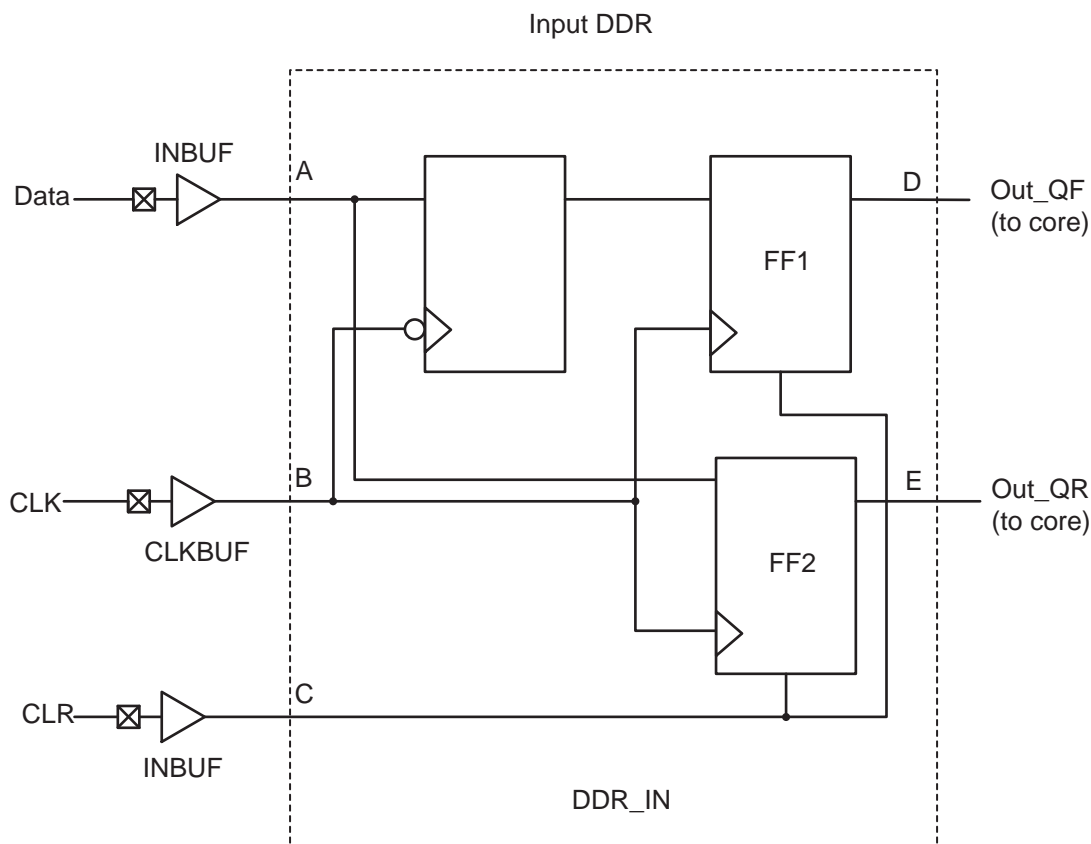 Input DDR
INBUF
A
D
Data
Out_QF
(to core)
FF1
B
E
CLK
Out_QR
(to core)
CLKBUF
FF2
C
CLR
INBUF
DDR_IN